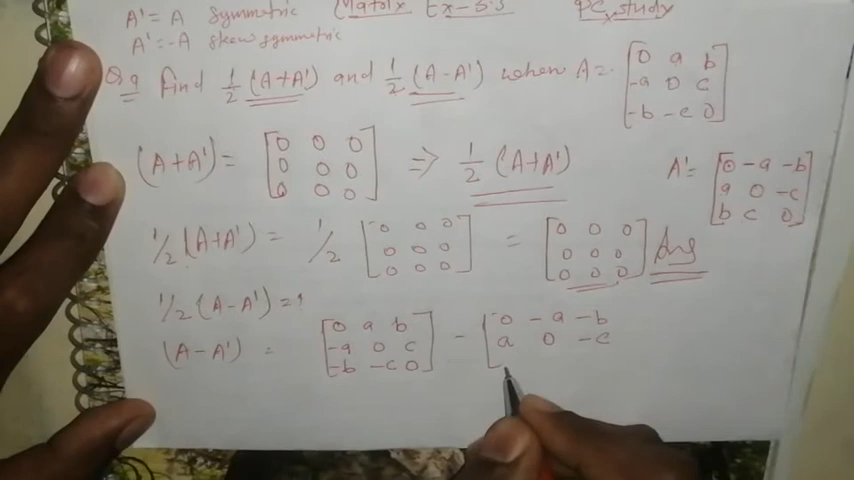 A' = A Symmetric Matrix Ex-3.3 PC study
A' = -A Skew symmetric
Q.9 Find 1/2 (A+A') and 1/2 (A-A') when A = [0 a b
-a 0 c
-b -c 0]
(A+A') = [0 0 0
0 0 0
0 0 0] ⇒ 1/2 (A+A')
A' = [0 -a -b
a 0 -c
b c 0]
1/2 (A+A') = 1/2 [0 0 0
0 0 0
0 0 0] = [0 0 0
0 0 0
0 0 0] Ans
1/2 (A-A') = ?
(A-A') = [0 a b
-a 0 c
-b -c 0] - [0 -a -b
a 0 -c